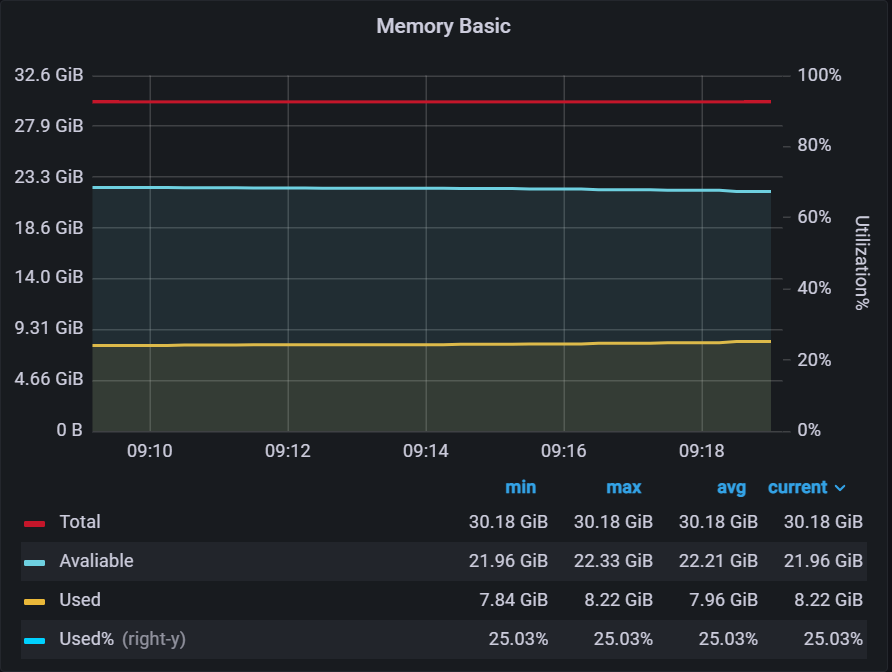 Memory Basic
32.6 GiB 100%
27.9 GiB
80%
23.3 GiB
18.6 GiB 60%
Utilization%
14.0 GiB 40%
9.31 GiB
20%
4.66 GiB
0 B 0%
09:10 09:12 09:14 09:16 09:18
min max avg current
Total 30.18 GiB 30.18 GiB 30.18 GiB 30.18 GiB
Avaliable 21.96 GiB 22.33 GiB 22.21 GiB 21.96 GiB
Used 7.84 GiB 8.22 GiB 7.96 GiB 8.22 GiB
Used% (right-y) 25.03% 25.03% 25.03% 25.03%